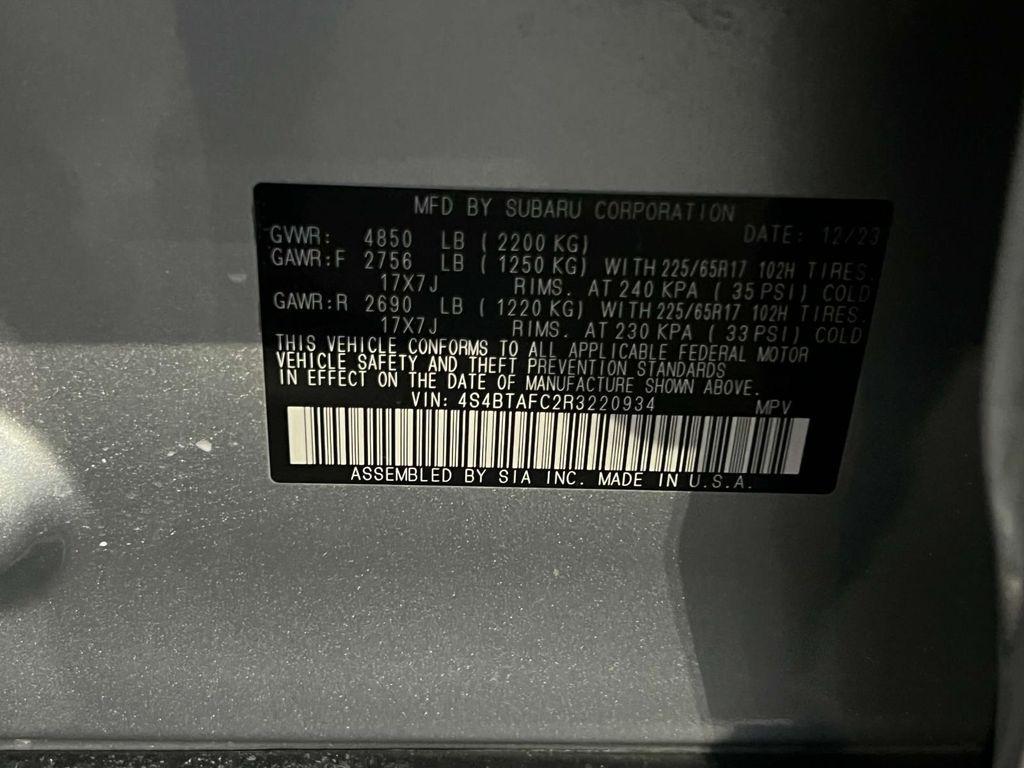 MFD BY SUBARU CORPORATION DATE: 12/23
GVWR: 4850 LB ( 2200 KG)
GAWR:F 2756 LB ( 1250 KG) WITH 225/65R17 102H TIRES.
17X7J RIMS. AT 240 KPA ( 35 PSI) COLD
GAWR:R 2690 LB ( 1220 KG) WITH 225/65R17 102H TIRES.
17X7J RIMS. AT 230 KPA ( 33 PSI) COLD
THIS VEHICLE CONFORMS TO ALL APPLICABLE FEDERAL MOTOR
VEHICLE SAFETY AND THEFT PREVENTION STANDARDS
IN EFFECT ON THE DATE OF MANUFACTURE SHOWN ABOVE.
VIN: 4S4BTAFC2R3220934 MPV
ASSEMBLED BY SIA INC. MADE IN U.S.A.